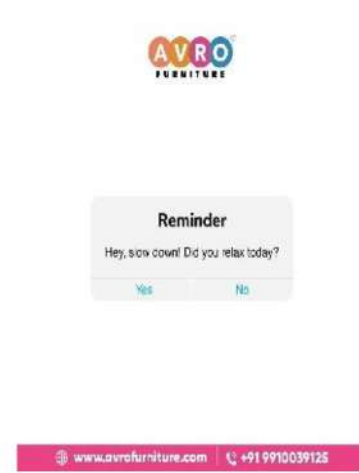 AVRO
FURNITURE
Reminder
Hey, slow down! Did you relax today?
Yes No
www.avrofurniture.com +91 9910039125